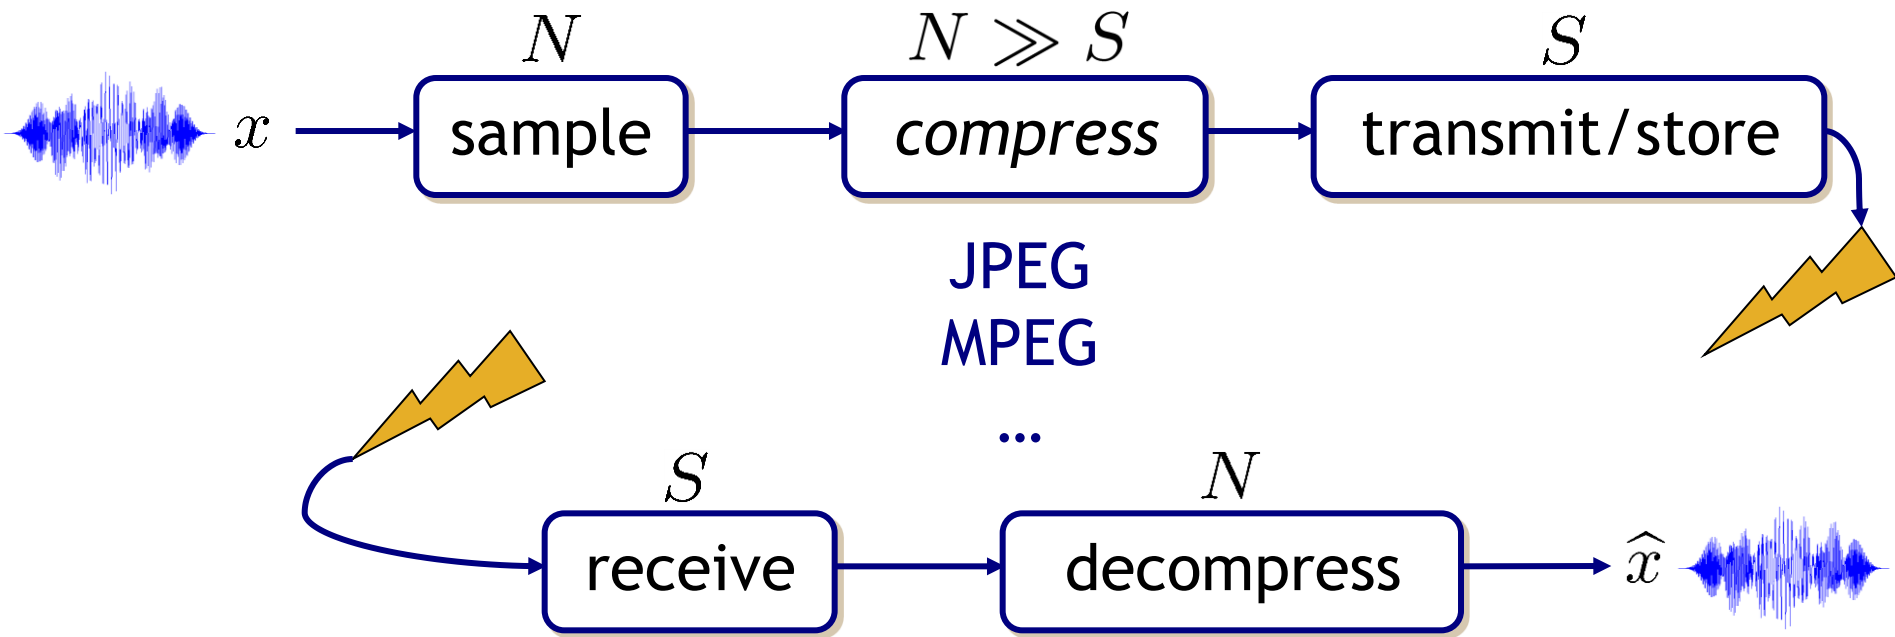 N N ≫ S S
x sample compress transmit/store
JPEG
MPEG
...
S N
receive decompress x̂